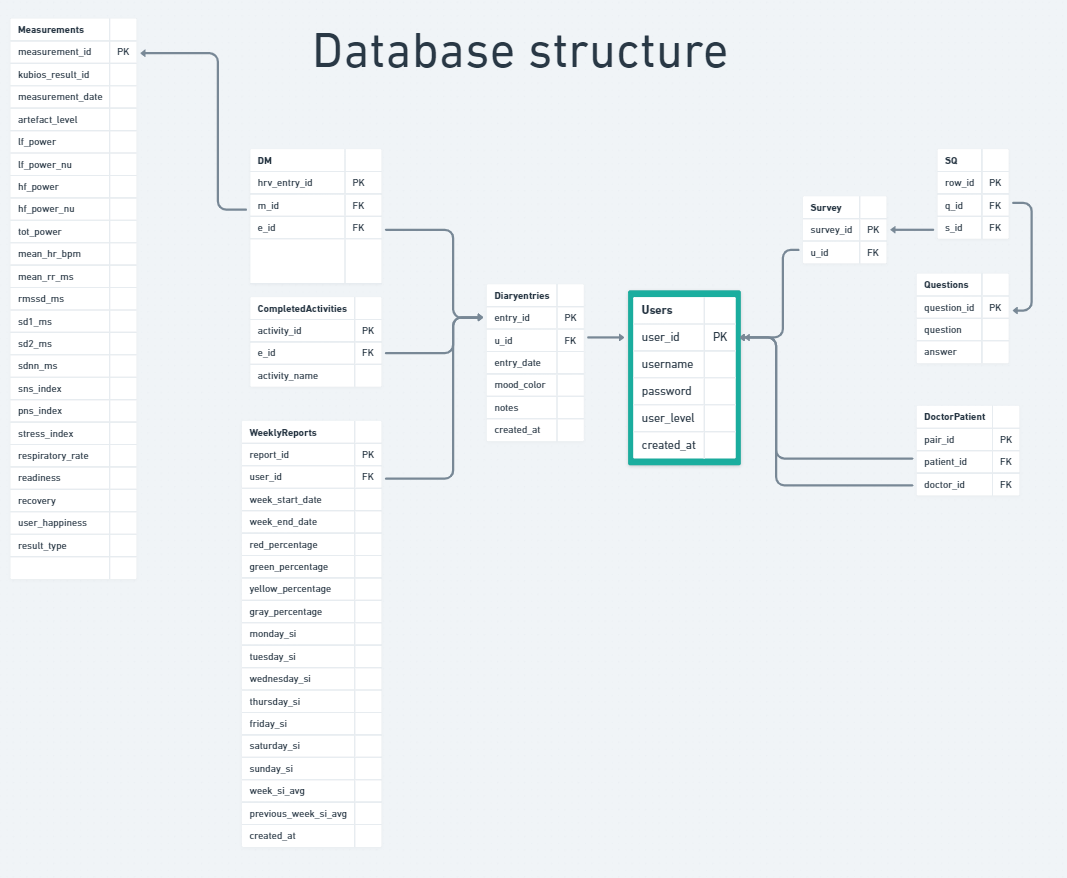 Database structure
Measurements
measurement_id PK
kubios_result_id
measurement_date
artefact_level
lf_power
lf_power_nu
hf_power
hf_power_nu
tot_power
mean_hr_bpm
mean_rr_ms
rmssd_ms
sd1_ms
sd2_ms
sdnn_ms
sns_index
pns_index
stress_index
respiratory_rate
readiness
recovery
user_happiness
result_type
DM
hrv_entry_id PK
m_id FK
e_id FK
CompletedActivities
activity_id PK
e_id FK
activity_name
WeeklyReports
report_id PK
user_id FK
week_start_date
week_end_date
red_percentage
green_percentage
yellow_percentage
gray_percentage
monday_si
tuesday_si
wednesday_si
thursday_si
friday_si
saturday_si
sunday_si
week_si_avg
previous_week_si_avg
created_at
Diaryentries
entry_id PK
u_id FK
entry_date
mood_color
notes
created_at
Users
user_id PK
username
password
user_level
created_at
Survey
survey_id PK
u_id FK
SQ
row_id PK
q_id FK
s_id FK
Questions
question_id PK
question
answer
DoctorPatient
pair_id PK
patient_id FK
doctor_id FK